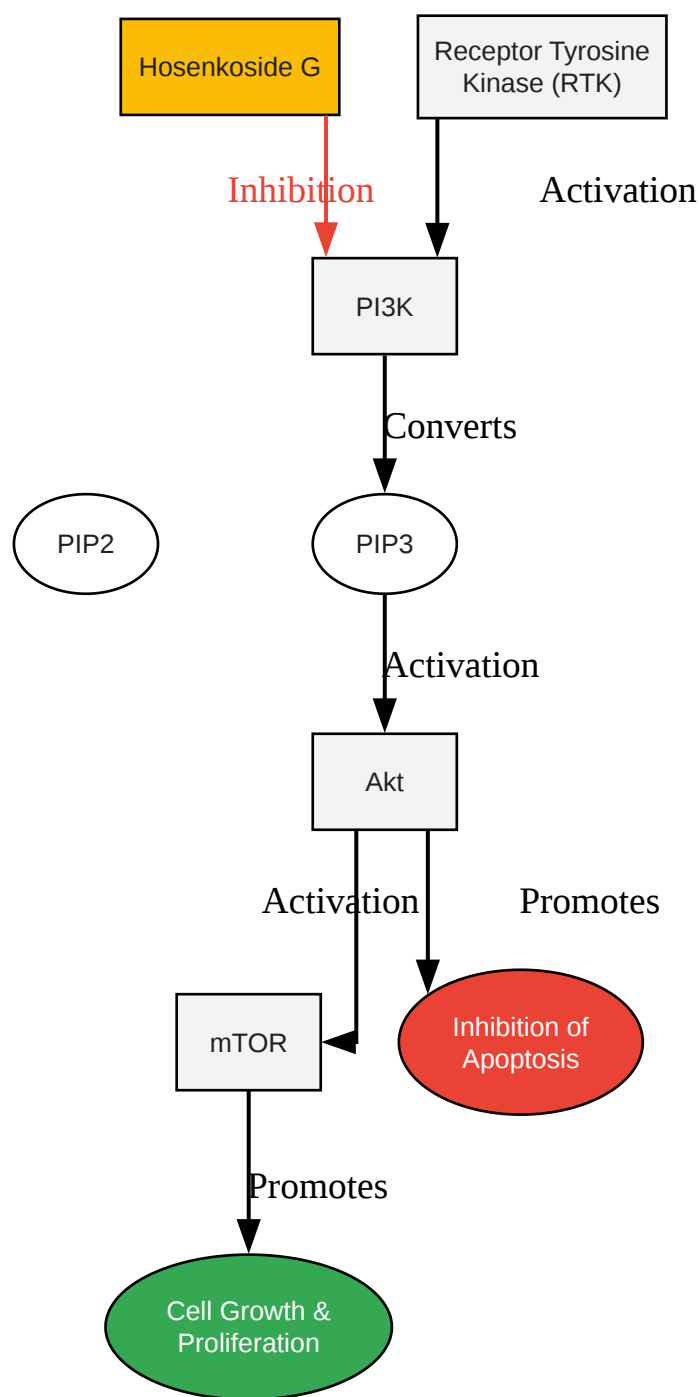 Hosenkoside G
Receptor Tyrosine
Kinase (RTK)
Inhibition
Activation
PI3K
Converts
PIP2
PIP3
Activation
Akt
Activation
Promotes
mTOR
Inhibition of
Apoptosis
Promotes
Cell Growth &
Proliferation